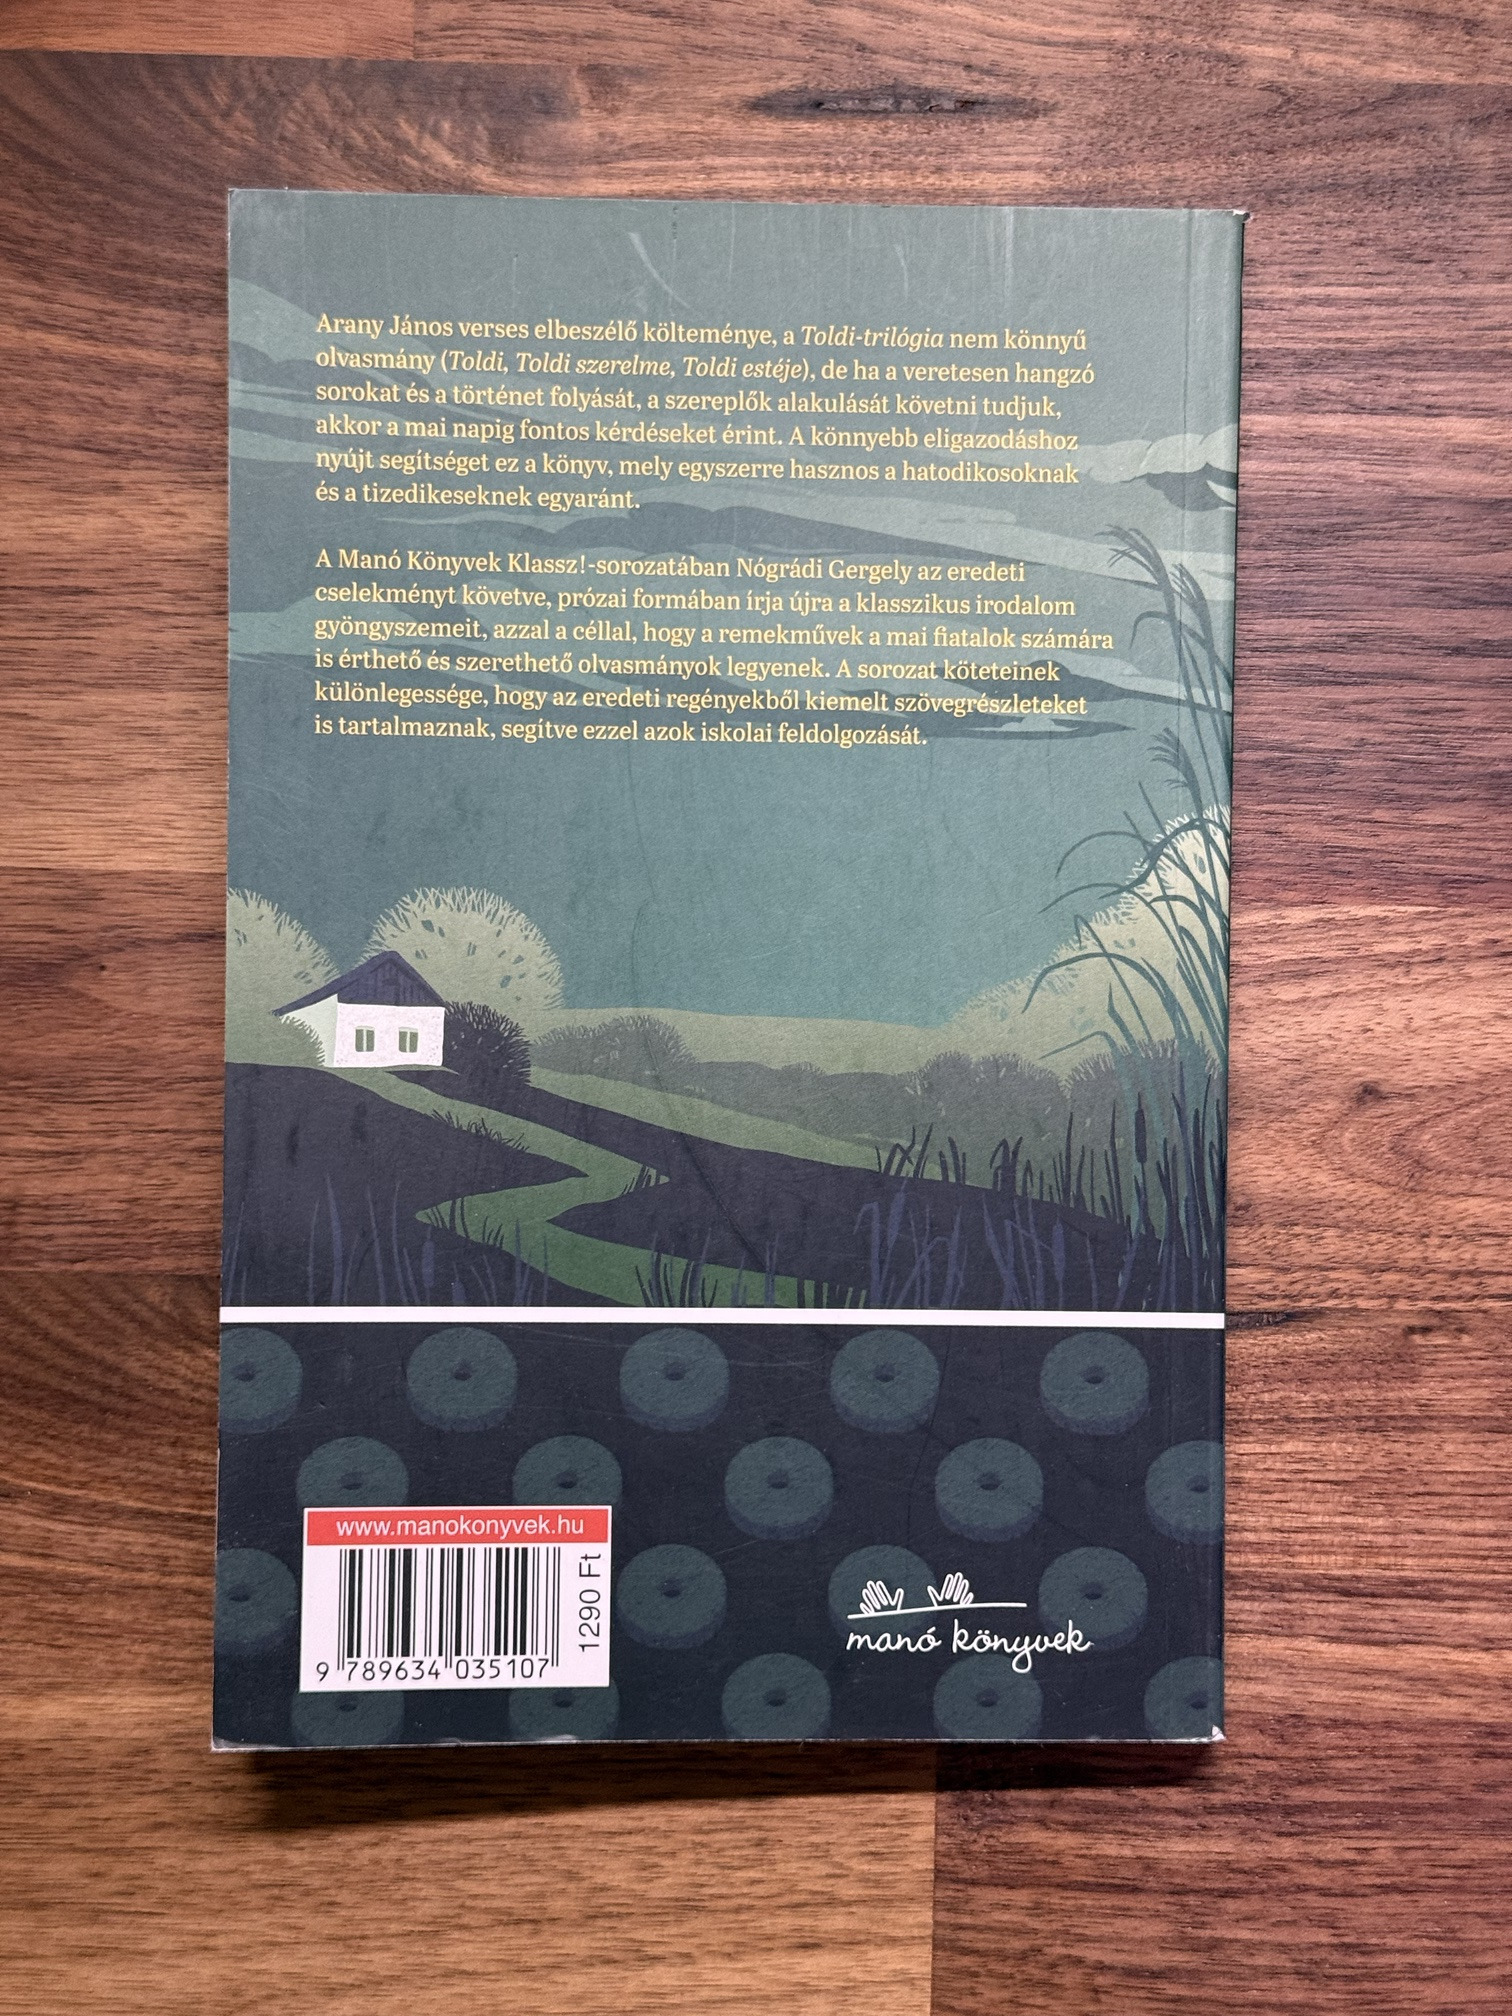 Arany János verses elbeszélő költeménye, a Toldi-trilógia nem könnyű
olvasmány (Toldi, Toldi szerelme, Toldi estéje), de ha a veretesen hangzó
sorokat és a történet folyását, a szereplők alakulását követni tudjuk,
akkor a mai napig fontos kérdéseket érint. A könnyebb eligazodáshoz
nyújt segítséget ez a könyv, mely egyszerre hasznos a hatodikosoknak
és a tizedikeseknek egyaránt.
A Manó Könyvek Klassz!-sorozatában Nógrádi Gergely az eredeti
cselekményt követve, prózai formában írja újra a klasszikus irodalom
gyöngyszemeit, azzal a céllal, hogy a remekművek a mai fiatalok számára
is érthető és szerethető olvasmányok legyenek. A sorozat köteteinek
különlegessége, hogy az eredeti regényekből kiemelt szövegrészleteket
is tartalmaznak, segítve ezzel azok iskolai feldolgozását.
www.manokonyvek.hu
1290 Ft
9 789634 035107
manó könyvek